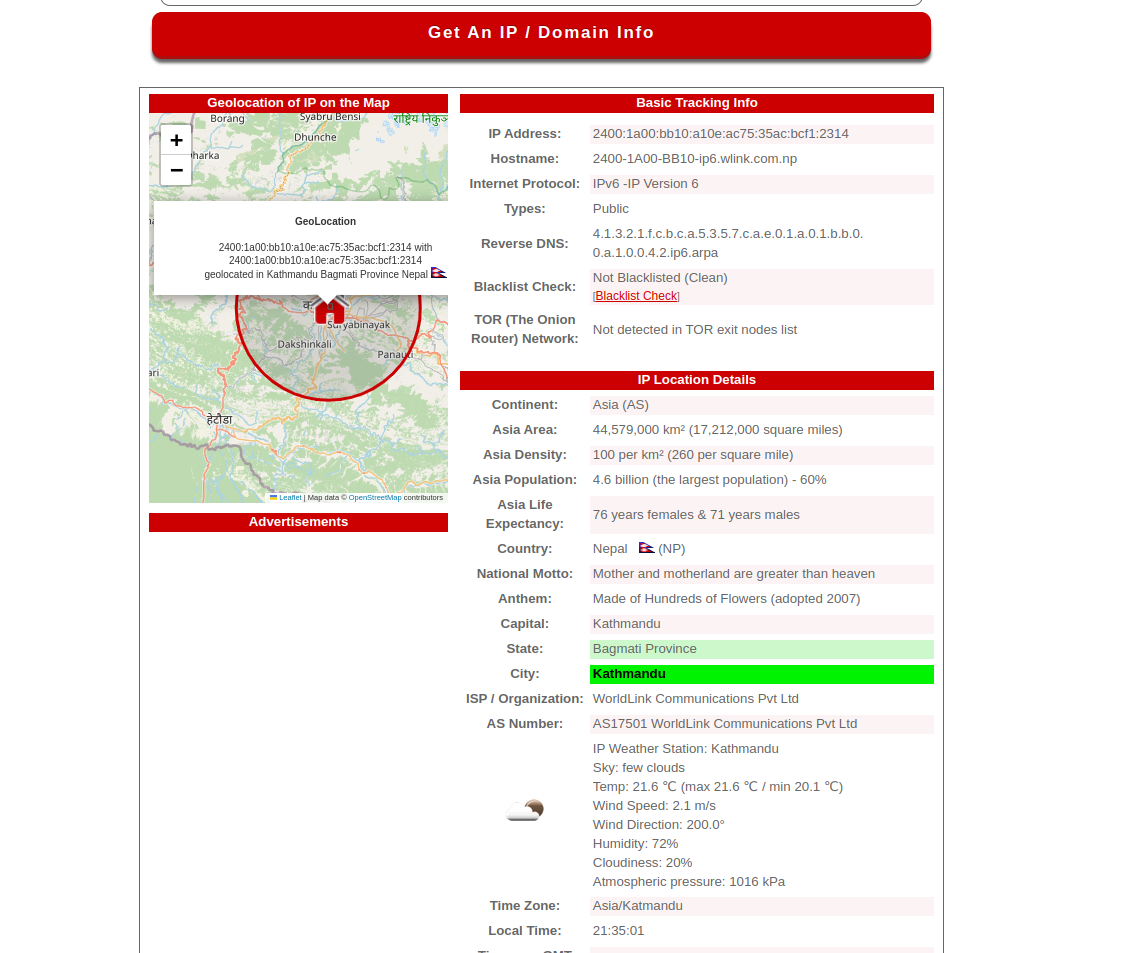 Get An IP / Domain Info
Geolocation of IP on the Map
Borang
Syabru Bensi
Dhunche
+
−
GeoLocation
2400:1a00:bb10:a10e:ac75:35ac:bcf1:2314 with
2400:1a00:bb10:a10e:ac75:35ac:bcf1:2314
geolocated in Kathmandu Bagmati Province Nepal
Suryabinayak
Dakshinkali
Panauti
हेटौडा
Leaflet | Map data © OpenStreetMap contributors
Advertisements
Basic Tracking Info
IP Address: 2400:1a00:bb10:a10e:ac75:35ac:bcf1:2314
Hostname: 2400-1A00-BB10-ip6.wlink.com.np
Internet Protocol: IPv6 -IP Version 6
Types: Public
Reverse DNS: 4.1.3.2.1.f.c.b.c.a.5.3.5.7.c.a.e.0.1.a.0.1.b.b.0.
0.a.1.0.0.4.2.ip6.arpa
Blacklist Check: Not Blacklisted (Clean)
[Blacklist Check]
TOR (The Onion
Router) Network: Not detected in TOR exit nodes list
IP Location Details
Continent: Asia (AS)
Asia Area: 44,579,000 km² (17,212,000 square miles)
Asia Density: 100 per km² (260 per square mile)
Asia Population: 4.6 billion (the largest population) - 60%
Asia Life
Expectancy: 76 years females & 71 years males
Country: Nepal (NP)
National Motto: Mother and motherland are greater than heaven
Anthem: Made of Hundreds of Flowers (adopted 2007)
Capital: Kathmandu
State: Bagmati Province
City: Kathmandu
ISP / Organization: WorldLink Communications Pvt Ltd
AS Number: AS17501 WorldLink Communications Pvt Ltd
IP Weather Station: Kathmandu
Sky: few clouds
Temp: 21.6 ℃ (max 21.6 ℃ / min 20.1 ℃)
Wind Speed: 2.1 m/s
Wind Direction: 200.0°
Humidity: 72%
Cloudiness: 20%
Atmospheric pressure: 1016 kPa
Time Zone: Asia/Katmandu
Local Time: 21:35:01